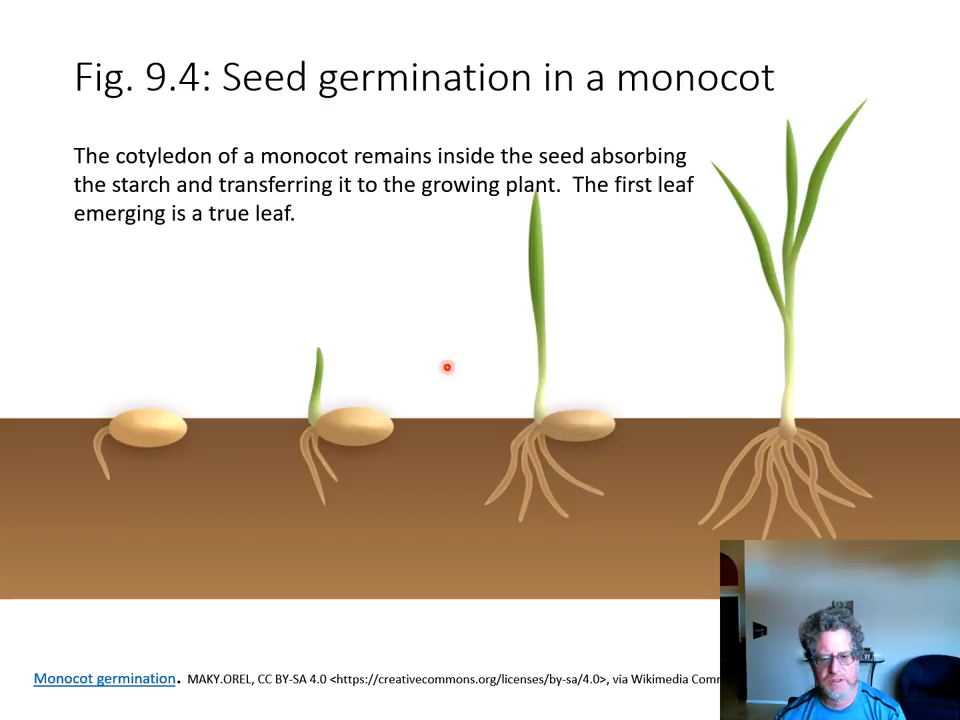 Fig. 9.4: Seed germination in a monocot
The cotyledon of a monocot remains inside the seed absorbing
the starch and transferring it to the growing plant.  The first leaf
emerging is a true leaf.
Monocot germination. MAKY.OREL, CC BY-SA 4.0 <https://creativecommons.org/licenses/by-sa/4.0>, via Wikimedia